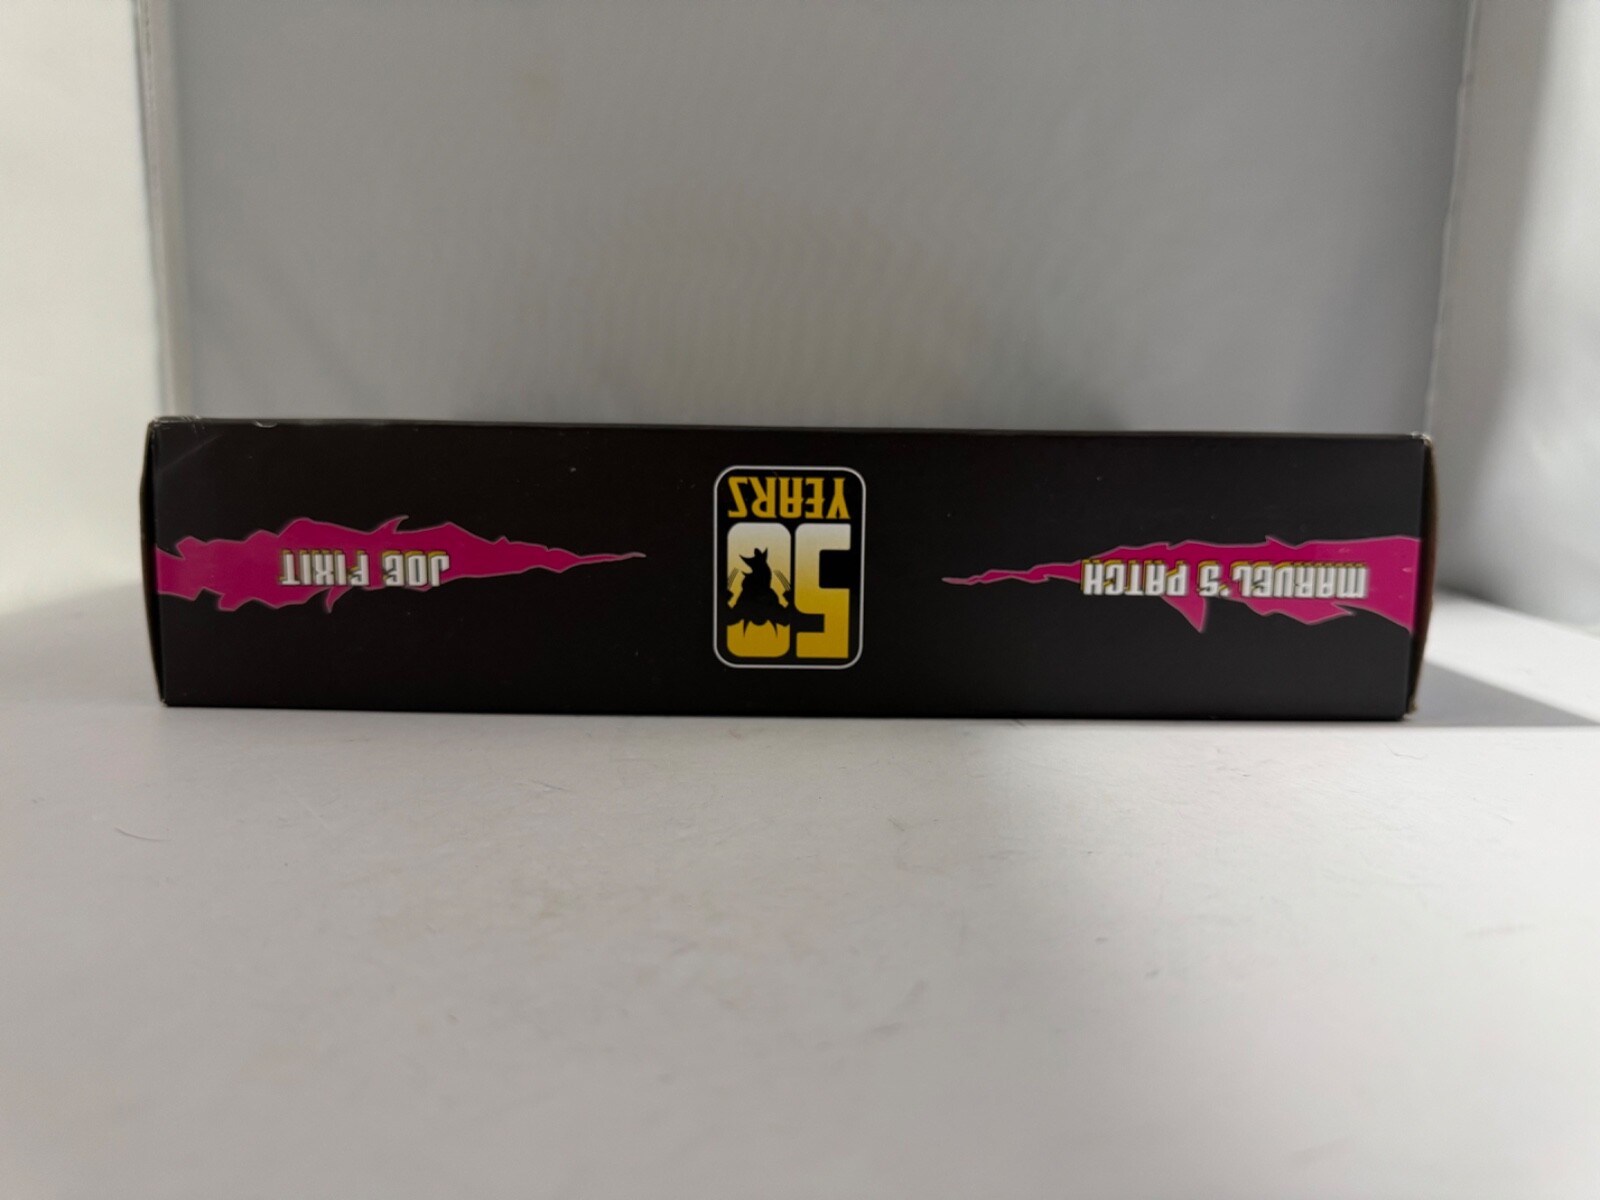 MARVEL'S PATCH
50
YEARS
JOE FIXIT